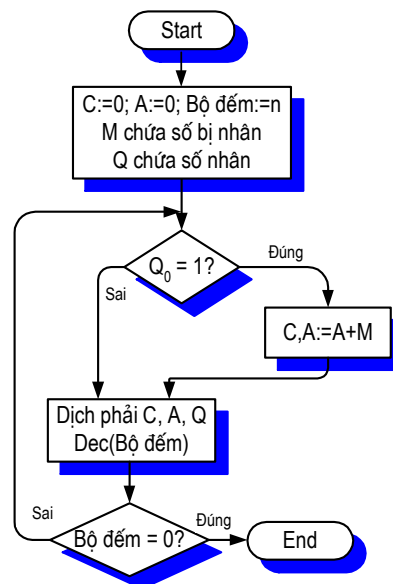 Start
C:=0; A:=0; Bộ đếm:=n
M chứa số bị nhân
Q chứa số nhân
Q₀ = 1?
Đúng
Sai
C,A:=A+M
Dịch phải C, A, Q
Dec(Bộ đếm)
Bộ đếm = 0?
Sai
Đúng
End